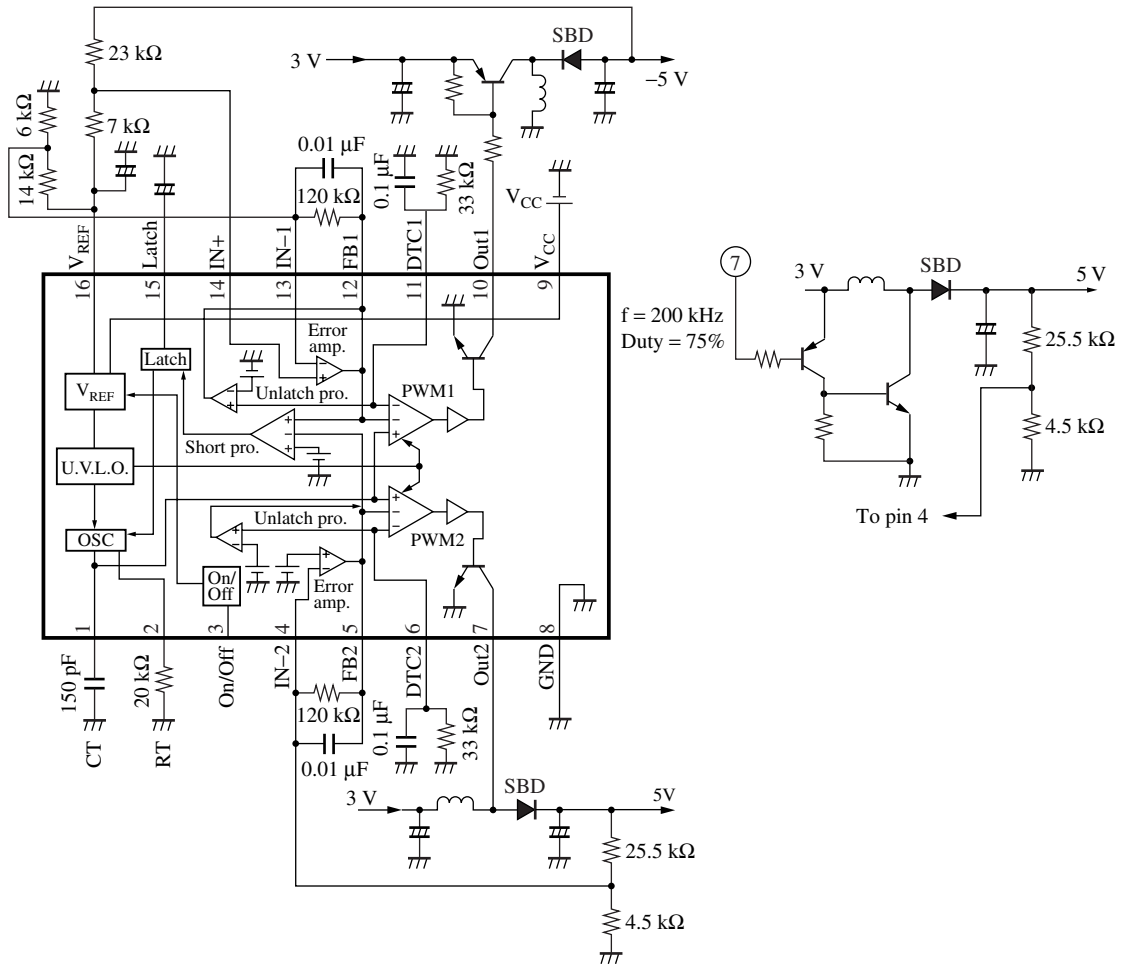 23 kΩ
3 V
SBD
−5 V
6 kΩ
7 kΩ
14 kΩ
0.01 µF
120 kΩ
0.1 µF
33 kΩ
V_CC
V_REF
Latch
IN+
IN−1
FB1
DTC1
Out1
V_CC
16
15
14
13
12
11
10
9
Error
amp.
Latch
V_REF
Unlatch pro.
PWM1
Short pro.
U.V.L.O.
Unlatch pro.
PWM2
OSC
On/
Off
Error
amp.
1
2
3
4
5
6
7
8
150 pF
20 kΩ
On/Off
IN−2
FB2
DTC2
Out2
GND
CT
RT
120 kΩ
0.01 µF
0.1 µF
33 kΩ
3 V
SBD
5V
25.5 kΩ
4.5 kΩ
7
f = 200 kHz
Duty = 75%
3 V
SBD
5 V
25.5 kΩ
4.5 kΩ
To pin 4